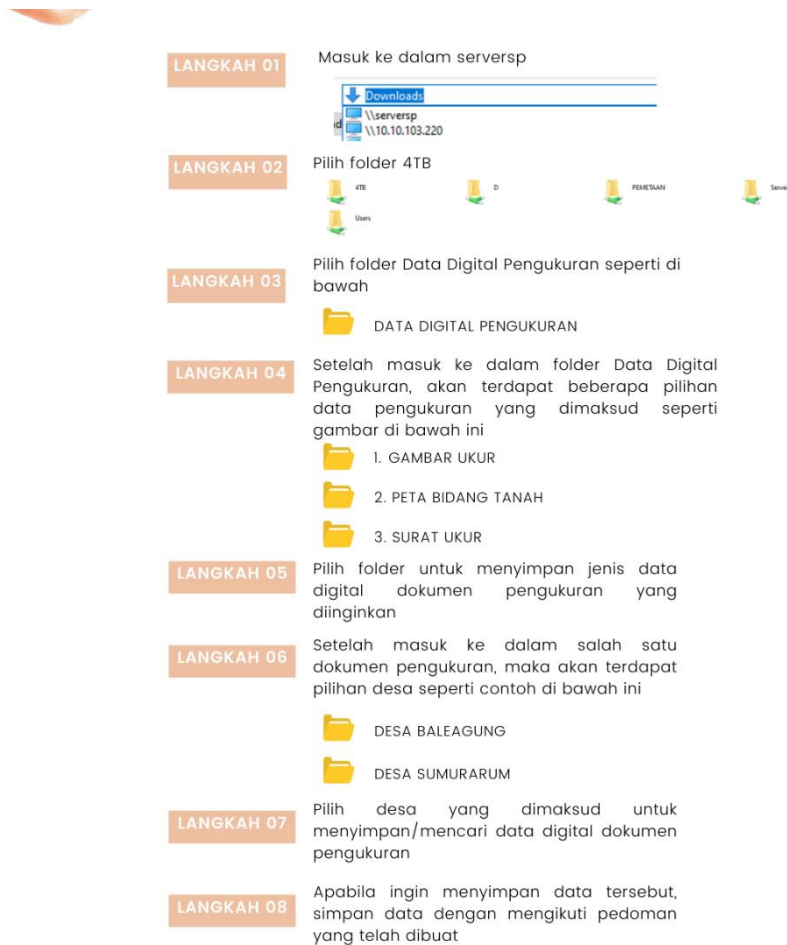 LANGKAH 01
Masuk ke dalam serversp
Downloads
\\serversp
\\10.10.103.220
LANGKAH 02
Pilih folder 4TB
4TB
D
PEMETAAN
Users
LANGKAH 03
Pilih folder Data Digital Pengukuran seperti di
bawah
DATA DIGITAL PENGUKURAN
LANGKAH 04
Setelah masuk ke dalam folder Data Digital
Pengukuran, akan terdapat beberapa pilihan
data pengukuran yang dimaksud seperti
gambar di bawah ini
1. GAMBAR UKUR
2. PETA BIDANG TANAH
3. SURAT UKUR
LANGKAH 05
Pilih folder untuk menyimpan jenis data
digital dokumen pengukuran yang
diinginkan
LANGKAH 06
Setelah masuk ke dalam salah satu
dokumen pengukuran, maka akan terdapat
pilihan desa seperti contoh di bawah ini
DESA BALEAGUNG
DESA SUMURARUM
LANGKAH 07
Pilih desa yang dimaksud untuk
menyimpan/mencari data digital dokumen
pengukuran
LANGKAH 08
Apabila ingin menyimpan data tersebut,
simpan data dengan mengikuti pedoman
yang telah dibuat